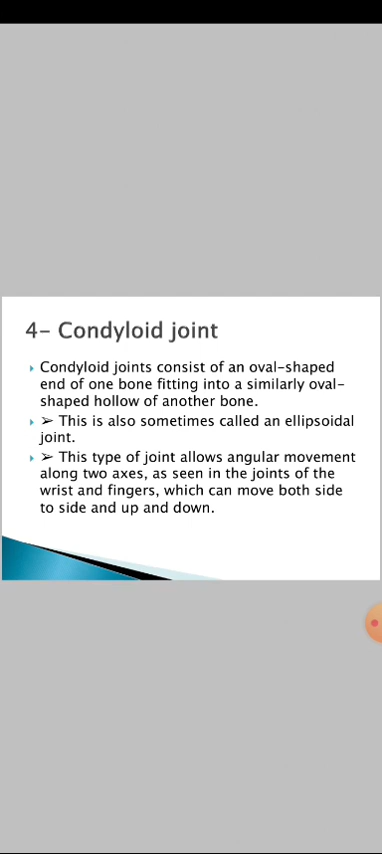 4- Condyloid joint
Condyloid joints consist of an oval-shaped
end of one bone fitting into a similarly oval-
shaped hollow of another bone.
➢ This is also sometimes called an ellipsoidal
joint.
➢ This type of joint allows angular movement
along two axes, as seen in the joints of the
wrist and fingers, which can move both side
to side and up and down.